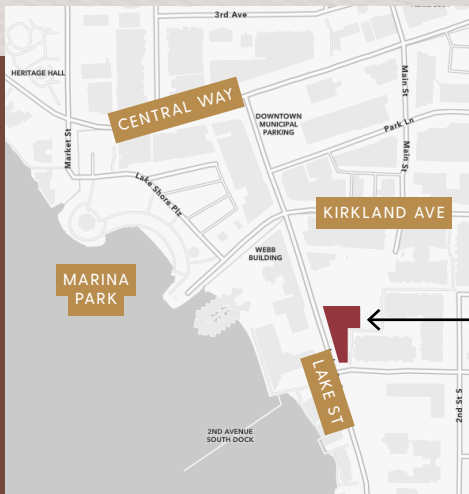 3rd Ave
HERITAGE HALL
CENTRAL WAY
Main St
DOWNTOWN
MUNICIPAL
PARKING
Park Ln
Market St
Main St
Lake Shore Plz
KIRKLAND AVE
WEBB
BUILDING
MARINA
PARK
LAKE ST
2nd St S
2ND AVENUE
SOUTH DOCK